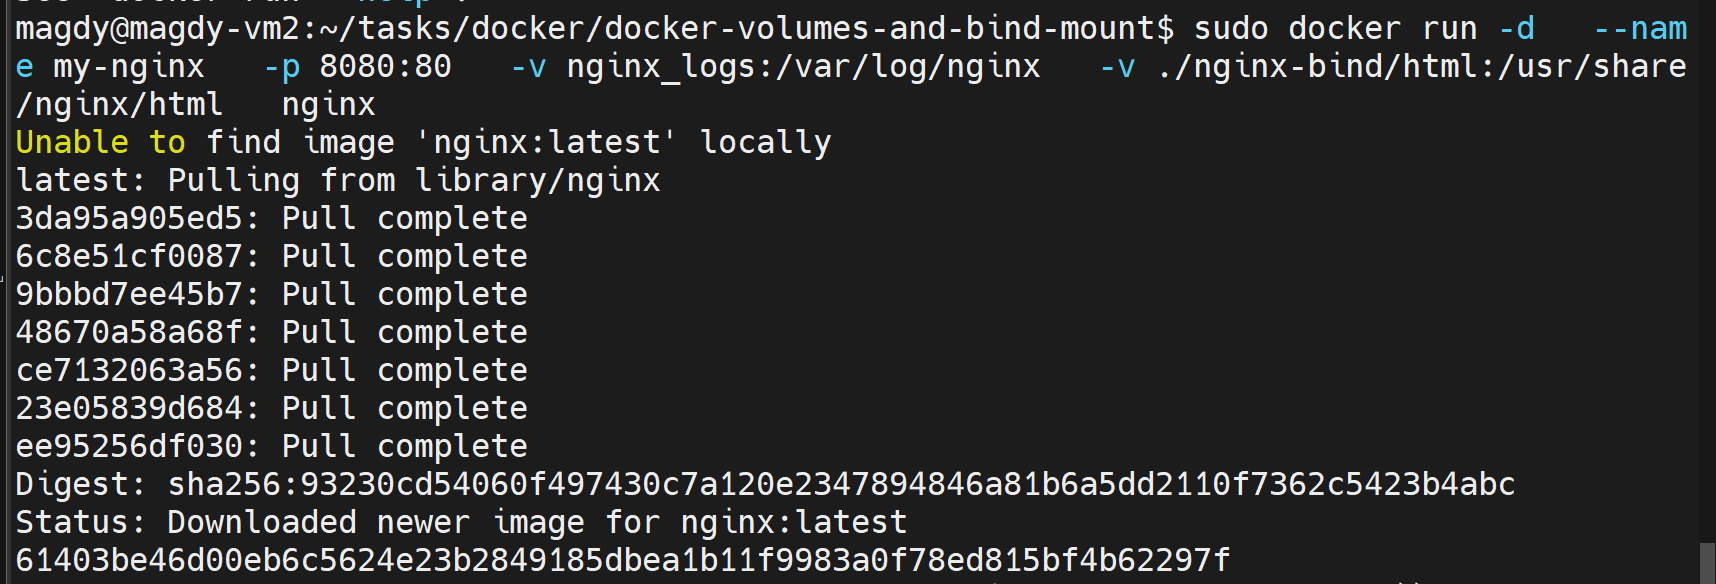 magdy@magdy-vm2:~/tasks/docker/docker-volumes-and-bind-mount$ sudo docker run -d   --nam
e my-nginx   -p 8080:80   -v nginx_logs:/var/log/nginx   -v ./nginx-bind/html:/usr/share
/nginx/html   nginx
Unable to find image 'nginx:latest' locally
latest: Pulling from library/nginx
3da95a905ed5: Pull complete
6c8e51cf0087: Pull complete
9bbbd7ee45b7: Pull complete
48670a58a68f: Pull complete
ce7132063a56: Pull complete
23e05839d684: Pull complete
ee95256df030: Pull complete
Digest: sha256:93230cd54060f497430c7a120e2347894846a81b6a5dd2110f7362c5423b4abc
Status: Downloaded newer image for nginx:latest
61403be46d00eb6c5624e23b2849185dbea1b11f9983a0f78ed815bf4b62297f